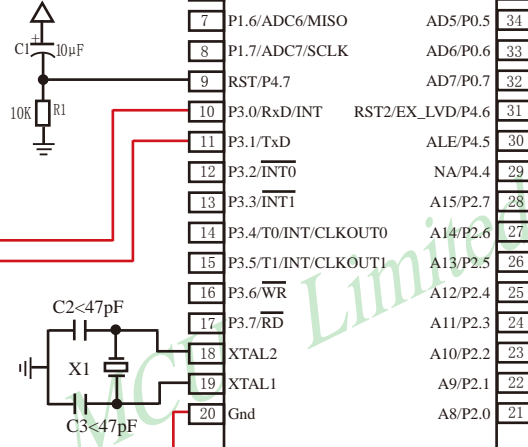 7 P1.6/ADC6/MISO AD5/P0.5 34
C1 + 10μF 8 P1.7/ADC7/SCLK AD6/P0.6 33
9 RST/P4.7 AD7/P0.7 32
10K R1 10 P3.0/RxD/INT RST2/EX_LVD/P4.6 31
11 P3.1/TxD ALE/P4.5 30
12 P3.2/INT0 NA/P4.4 29
13 P3.3/INT1 A15/P2.7 28
14 P3.4/T0/INT/CLKOUT0 A14/P2.6 27
15 P3.5/T1/INT/CLKOUT1 A13/P2.5 26
16 P3.6/WR A12/P2.4 25
C2<47pF 17 P3.7/RD A11/P2.3 24
18 XTAL2 A10/P2.2 23
X1 19 XTAL1 A9/P2.1 22
C3<47pF 20 Gnd A8/P2.0 21
MCU Limited